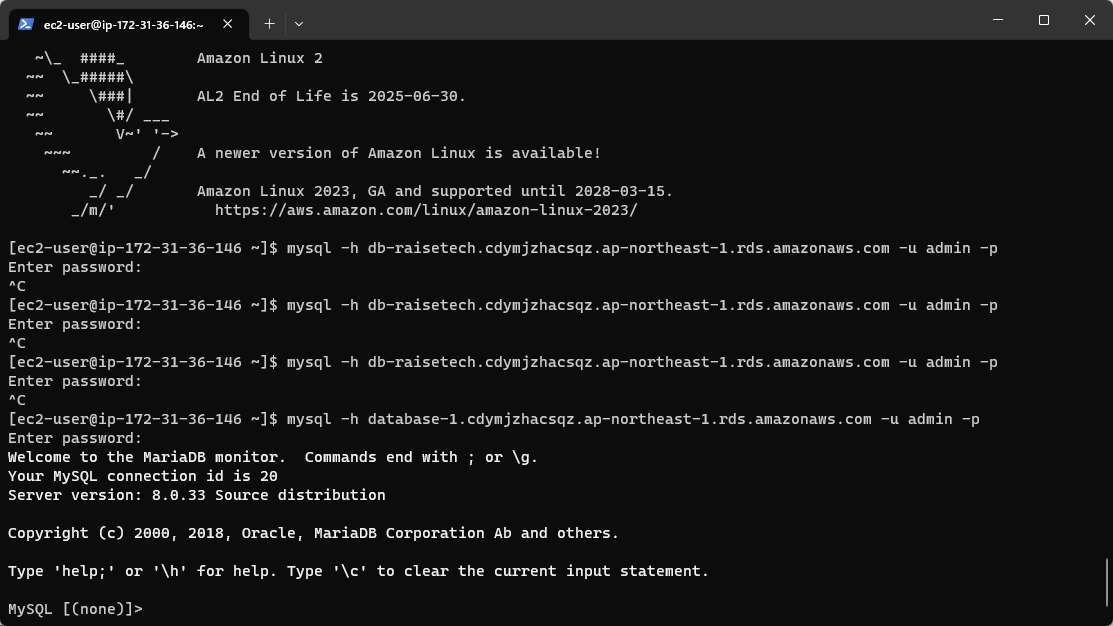 ec2-user@ip-172-31-36-146:~
~\_  ####_        Amazon Linux 2
~~  \_#####\
~~     \###|       AL2 End of Life is 2025-06-30.
~~       \#/ ___
~~       V~' '->
~~~         /    A newer version of Amazon Linux is available!
~~._.   _/
_/ _/       Amazon Linux 2023, GA and supported until 2028-03-15.
_/m/'           https://aws.amazon.com/linux/amazon-linux-2023/
[ec2-user@ip-172-31-36-146 ~]$ mysql -h db-raisetech.cdymjzhacsqz.ap-northeast-1.rds.amazonaws.com -u admin -p
Enter password:
^C
[ec2-user@ip-172-31-36-146 ~]$ mysql -h db-raisetech.cdymjzhacsqz.ap-northeast-1.rds.amazonaws.com -u admin -p
Enter password:
^C
[ec2-user@ip-172-31-36-146 ~]$ mysql -h db-raisetech.cdymjzhacsqz.ap-northeast-1.rds.amazonaws.com -u admin -p
Enter password:
^C
[ec2-user@ip-172-31-36-146 ~]$ mysql -h database-1.cdymjzhacsqz.ap-northeast-1.rds.amazonaws.com -u admin -p
Enter password:
Welcome to the MariaDB monitor.  Commands end with ; or \g.
Your MySQL connection id is 20
Server version: 8.0.33 Source distribution
Copyright (c) 2000, 2018, Oracle, MariaDB Corporation Ab and others.
Type 'help;' or '\h' for help. Type '\c' to clear the current input statement.
MySQL [(none)]>